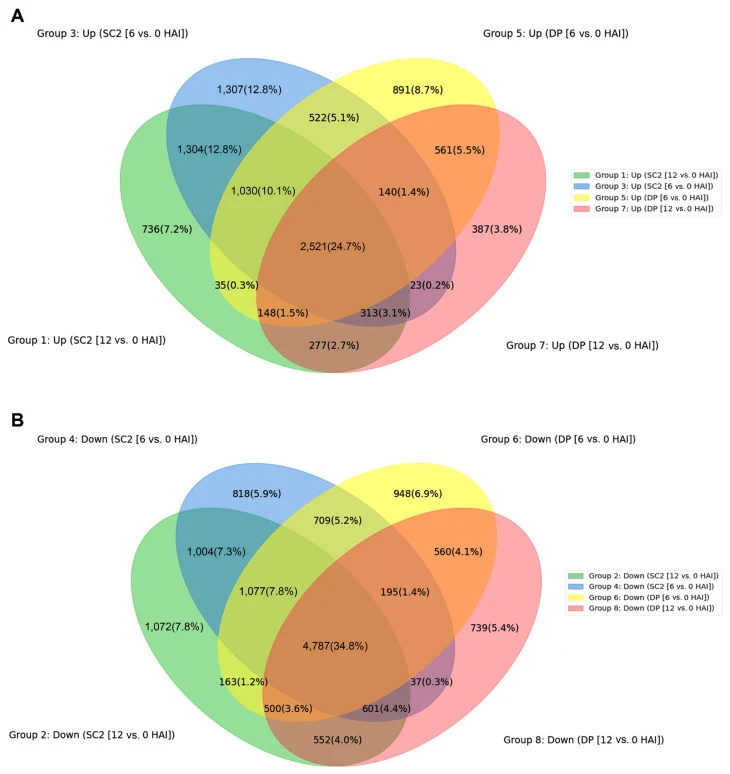 A
Group 3: Up (SC2 [6 vs. 0 HAI])
Group 5: Up (DP [6 vs. 0 HAI])
1,307(12.8%)
891(8.7%)
522(5.1%)
1,304(12.8%)
561(5.5%)
1,030(10.1%)
140(1.4%)
Group 1: Up (SC2 [12 vs. 0 HAI])
Group 3: Up (SC2 [6 vs. 0 HAI])
Group 5: Up (DP [6 vs. 0 HAI])
Group 7: Up (DP [12 vs. 0 HAI])
736(7.2%)
387(3.8%)
2,521(24.7%)
35(0.3%)
23(0.2%)
148(1.5%)
313(3.1%)
Group 1: Up (SC2 [12 vs. 0 HAI])
277(2.7%)
Group 7: Up (DP [12 vs. 0 HAI])
B
Group 4: Down (SC2 [6 vs. 0 HAI])
Group 6: Down (DP [6 vs. 0 HAI])
818(5.9%)
948(6.9%)
709(5.2%)
1,004(7.3%)
560(4.1%)
1,077(7.8%)
195(1.4%)
Group 2: Down (SC2 [12 vs. 0 HAI])
Group 4: Down (SC2 [6 vs. 0 HAI])
Group 6: Down (DP [6 vs. 0 HAI])
Group 8: Down (DP [12 vs. 0 HAI])
1,072(7.8%)
739(5.4%)
4,787(34.8%)
163(1.2%)
37(0.3%)
500(3.6%)
601(4.4%)
Group 2: Down (SC2 [12 vs. 0 HAI])
552(4.0%)
Group 8: Down (DP [12 vs. 0 HAI])